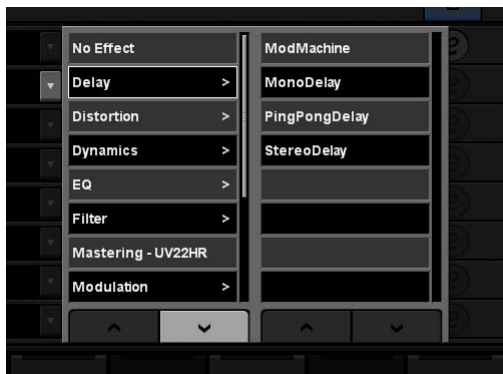 No Effect
Delay >
Distortion >
Dynamics >
EQ >
Filter >
Mastering - UV22HR
Modulation >
ModMachine
MonoDelay
PingPongDelay
StereoDelay
e
e
e
e
e
e
e
e